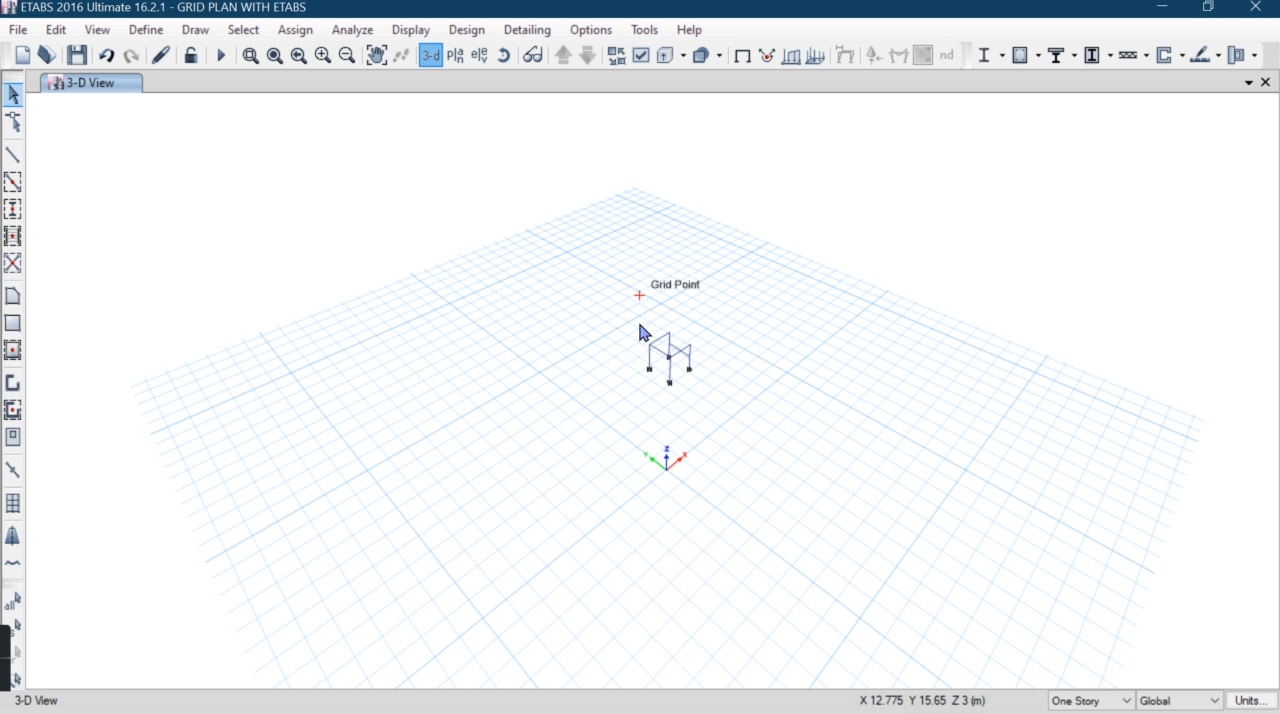 ETABS 2016 Ultimate 16.2.1 - GRID PLAN WITH ETABS
File Edit View Define Draw Select Assign Analyze Display Design Detailing Options Tools Help
3-d nd
3-D View
Grid Point
Z
Y X
all
3-D View X 12.775 Y 15.65 Z 3 (m) One Story Global Units...